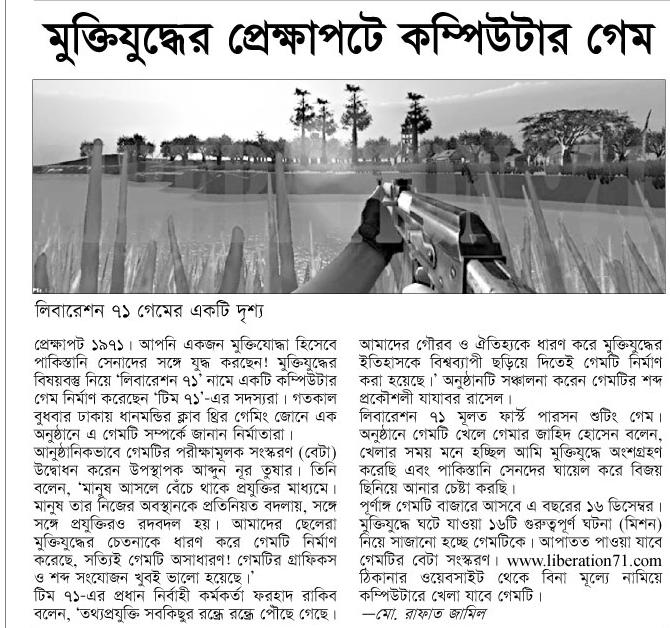 মুক্তিযুদ্ধের প্রেক্ষাপটে কম্পিউটার গেম
লিবারেশন ৭১ গেমের একটি দৃশ্য
প্রেক্ষাপট ১৯৭১। আপনি একজন মুক্তিযোদ্ধা হিসেবে
পাকিস্তানি সেনাদের সঙ্গে যুদ্ধ করছেন! মুক্তিযুদ্ধের
বিষয়বস্তু নিয়ে ‘লিবারেশন ৭১’ নামে একটি কম্পিউটার
গেম নির্মাণ করেছেন ‘টিম ৭১’-এর সদস্যরা। গতকাল
বুধবার ঢাকায় ধানমন্ডির ক্লাব থ্রির গেমিং জোনে এক
অনুষ্ঠানে এ গেমটি সম্পর্কে জানান নির্মাতারা।
আনুষ্ঠানিকভাবে গেমটির পরীক্ষামূলক সংস্করণ (বেটা)
উদ্বোধন করেন উপস্থাপক আব্দুন নূর তুষার। তিনি
বলেন, ‘মানুষ আসলে বেঁচে থাকে প্রযুক্তির মাধ্যমে।
মানুষ তার নিজের অবস্থানকে প্রতিনিয়ত বদলায়, সঙ্গে
সঙ্গে প্রযুক্তিরও রদবদল হয়। আমাদের ছেলেরা
মুক্তিযুদ্ধের চেতনাকে ধারণ করে গেমটি নির্মাণ
করেছে, সত্যিই গেমটি অসাধারণ! গেমটির গ্রাফিকস
ও শব্দ সংযোজন খুবই ভালো হয়েছে।’
টিম ৭১-এর প্রধান নির্বাহী কর্মকর্তা ফরহাদ রাকিব
বলেন, ‘তথ্যপ্রযুক্তি সবকিছুর রন্ধ্রে রন্ধ্রে পৌঁছে গেছে।
আমাদের গৌরব ও ঐতিহ্যকে ধারণ করে মুক্তিযুদ্ধের
ইতিহাসকে বিশ্বব্যাপী ছড়িয়ে দিতেই গেমটি নির্মাণ
করা হয়েছে।’ অনুষ্ঠানটি সঞ্চালনা করেন গেমটির শব্দ
প্রকৌশলী যাযাবর রাসেল।
লিবারেশন ৭১ মূলত ফার্স্ট পারসন শুটিং গেম।
অনুষ্ঠানে গেমটি খেলে গেমার জাহিদ হোসেন বলেন,
খেলার সময় মনে হচ্ছিল আমি মুক্তিযুদ্ধে অংশগ্রহণ
করেছি এবং পাকিস্তানি সেনদের ঘায়েল করে বিজয়
ছিনিয়ে আনার চেষ্টা করছি।
পূর্ণাঙ্গ গেমটি বাজারে আসবে এ বছরের ১৬ ডিসেম্বর।
মুক্তিযুদ্ধে ঘটে যাওয়া ১৬টি গুরুত্বপূর্ণ ঘটনা (মিশন)
নিয়ে সাজানো হচ্ছে গেমটিকে। আপাতত পাওয়া যাবে
গেমটির বেটা সংস্করণ। www.liberation71.com
ঠিকানার ওয়েবসাইট থেকে বিনা মূল্যে নামিয়ে
কম্পিউটারে খেলা যাবে গেমটি।
—মো. রাফাত জামিল